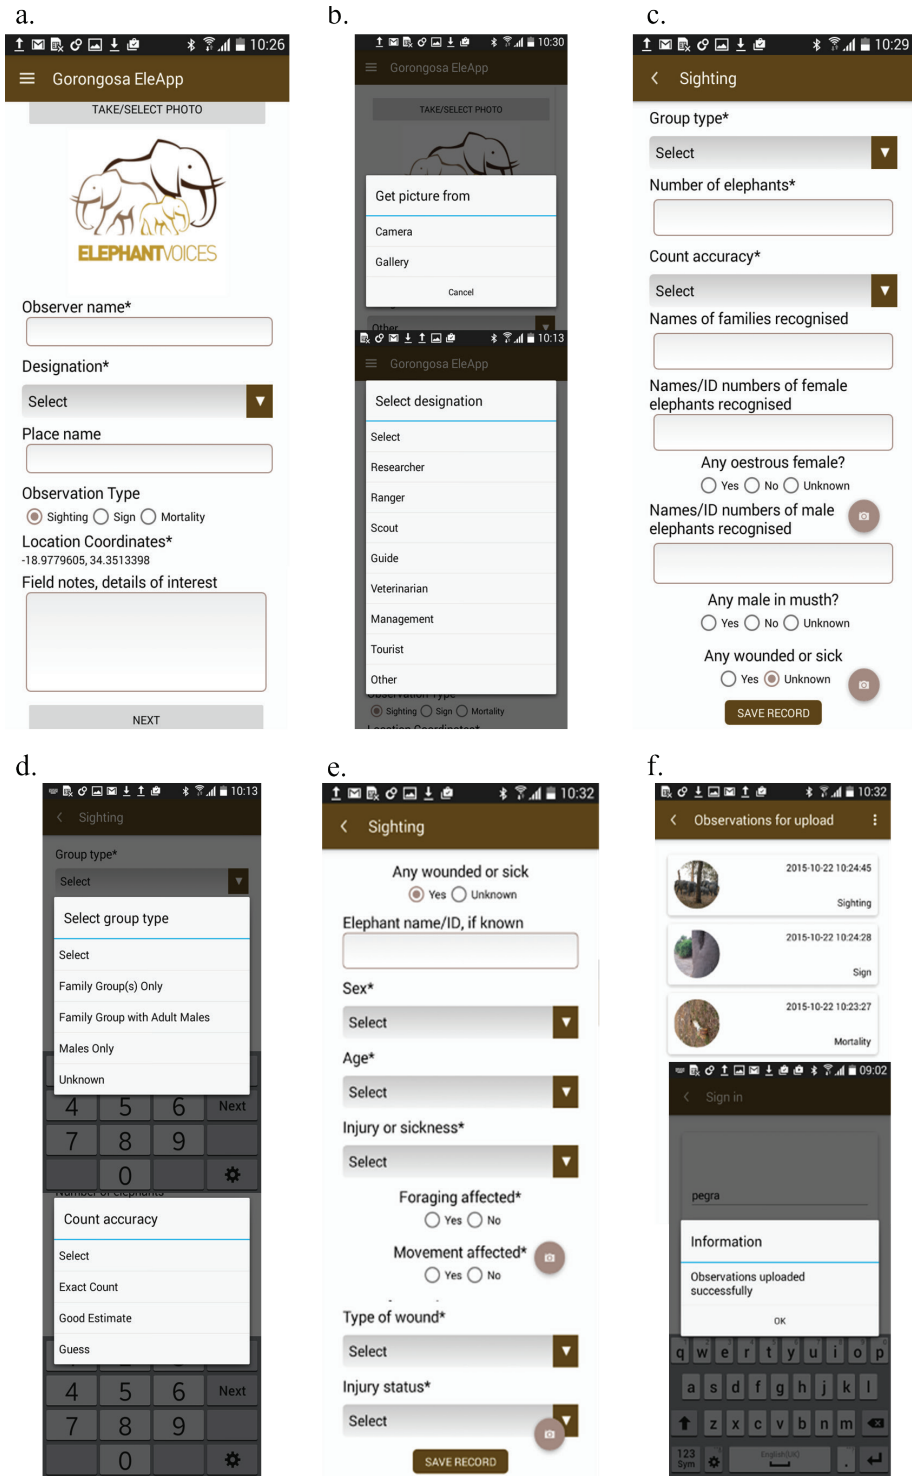 a.
10:26
Gorongosa EleApp
TAKE/SELECT PHOTO
ELEPHANTVOICES
Observer name*
Designation*
Select
Place name
Observation Type
Sighting Sign Mortality
Location Coordinates*
-18.9779605, 34.3513398
Field notes, details of interest
NEXT
b.
10:30
Gorongosa EleApp
TAKE/SELECT PHOTO
Get picture from
Camera
Gallery
Cancel
Other
10:13
Gorongosa EleApp
Select designation
Select
Researcher
Ranger
Scout
Guide
Veterinarian
Management
Tourist
Other
Observation Type
Sighting Sign Mortality
Location Coordinates*
c.
10:29
Sighting
Group type*
Select
Number of elephants*
Count accuracy*
Select
Names of families recognised
Names/ID numbers of female
elephants recognised
Any oestrous female?
Yes No Unknown
Names/ID numbers of male
elephants recognised
Any male in musth?
Yes No Unknown
Any wounded or sick
Yes Unknown
SAVE RECORD
d.
10:13
Sighting
Group type*
Select
Select group type
Select
Family Group(s) Only
Family Group with Adult Males
Males Only
Unknown
4 5 6 Next
7 8 9
0
Number of elephants
Count accuracy
Select
Exact Count
Good Estimate
Guess
4 5 6 Next
7 8 9
0
e.
10:32
Sighting
Any wounded or sick
Yes Unknown
Elephant name/ID, if known
Sex*
Select
Age*
Select
Injury or sickness*
Select
Foraging affected*
Yes No
Movement affected*
Yes No
Type of wound*
Select
Injury status*
Select
SAVE RECORD
f.
10:32
Observations for upload
2015-10-22 10:24:45
Sighting
2015-10-22 10:24:28
Sign
2015-10-22 10:23:27
Mortality
09:02
Sign in
pegra
Information
Observations uploaded
successfully
OK
q w e r t y u i o p
a s d f g h j k l
z x c v b n m
123
Sym
English(UK)
.